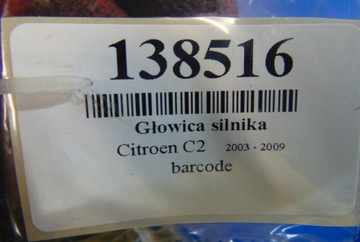 138516
Głowica silnika
Citroen C2 2003 - 2009
barcode